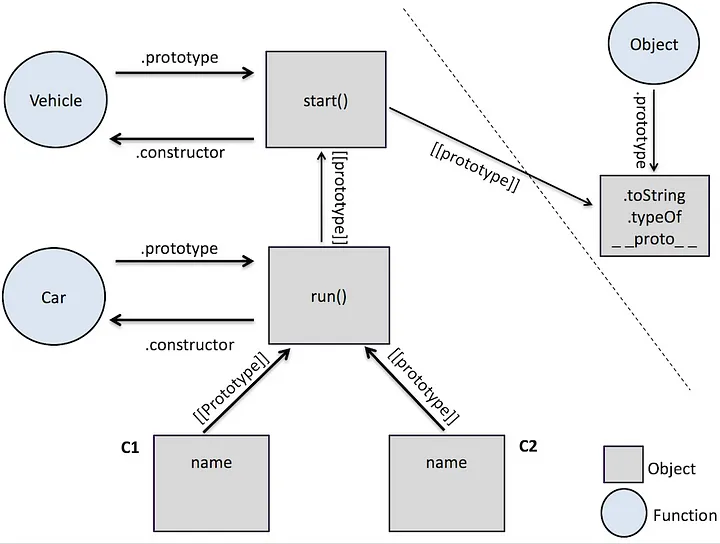 Object
.prototype
Vehicle
start()
.constructor
.prototype
[[prototype]]
[[prototype]]
.toString
.typeOf
_ _proto_ _
.prototype
Car
run()
.constructor
[[Prototype]]
[[prototype]]
C1
name
name
C2
Object
Function